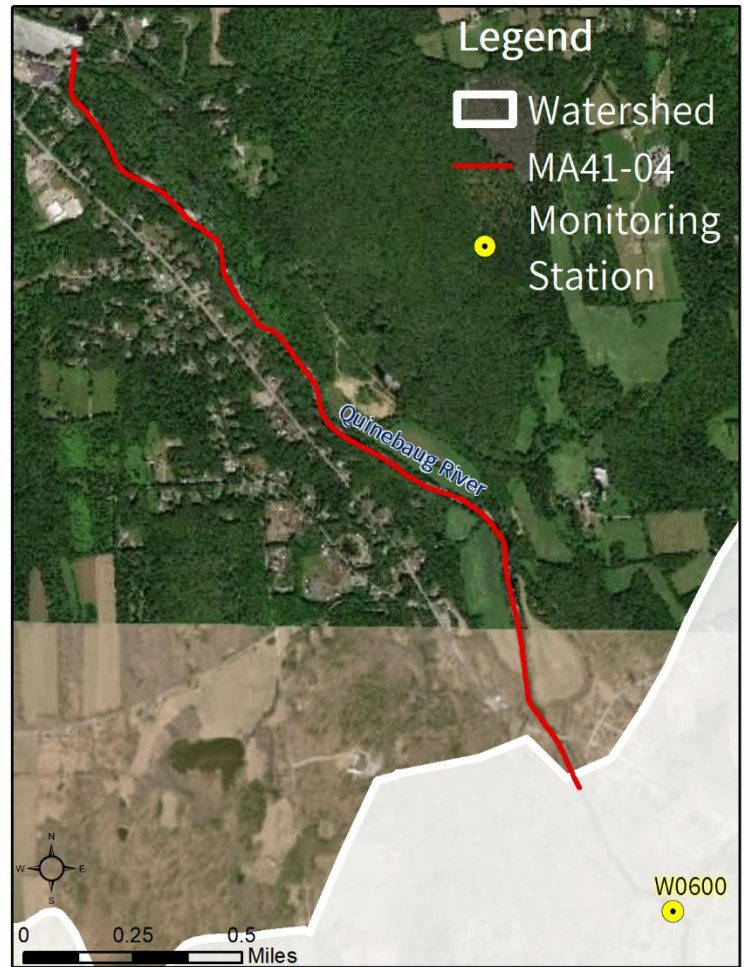 Legend
Watershed
MA41-04
Monitoring
Station
Quinebaug River
N
W
E
S
W0600
0
0.25
0.5
Miles